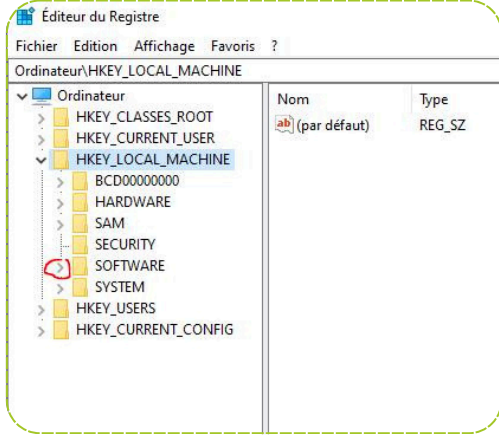 Éditeur du Registre
Fichier Edition Affichage Favoris ?
Ordinateur\HKEY_LOCAL_MACHINE
Ordinateur
HKEY_CLASSES_ROOT
HKEY_CURRENT_USER
HKEY_LOCAL_MACHINE
BCD00000000
HARDWARE
SAM
SECURITY
SOFTWARE
SYSTEM
HKEY_USERS
HKEY_CURRENT_CONFIG
Nom Type
ab (par défaut) REG_SZ